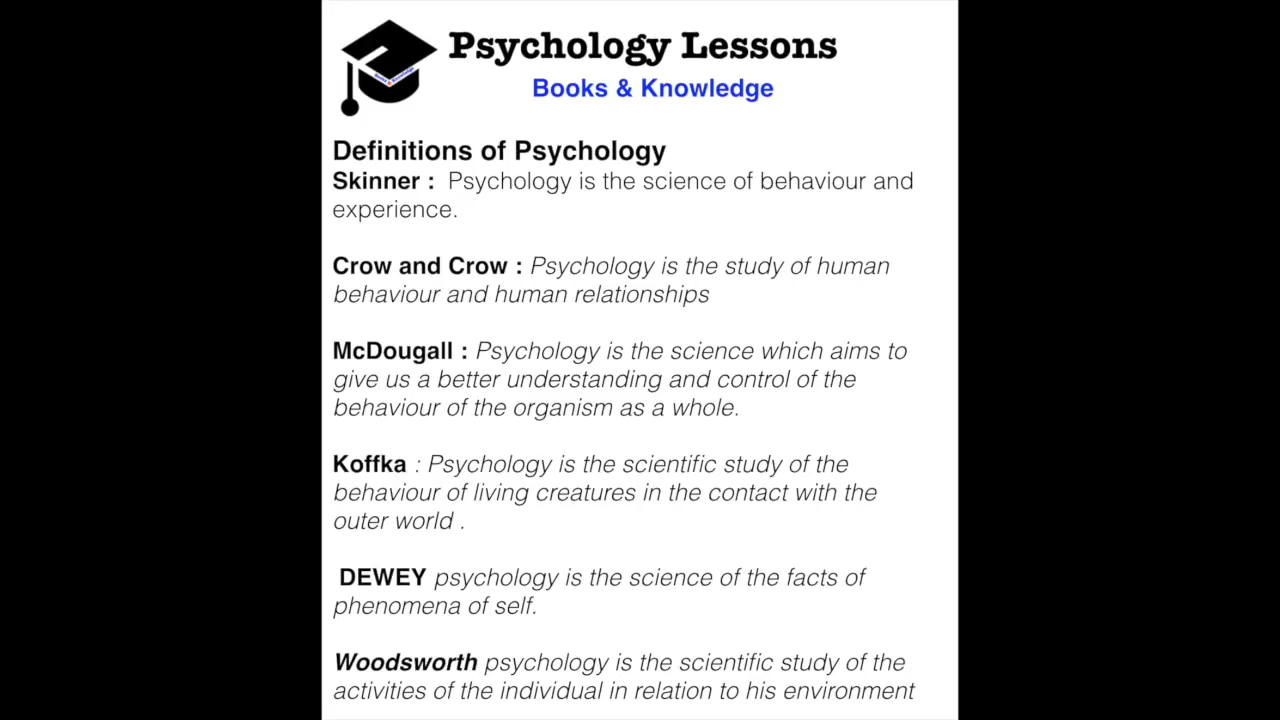 Psychology Lessons
Books & Knowledge
Definitions of Psychology
Skinner : Psychology is the science of behaviour and
experience.
Crow and Crow : Psychology is the study of human
behaviour and human relationships
McDougall : Psychology is the science which aims to
give us a better understanding and control of the
behaviour of the organism as a whole.
Koffka : Psychology is the scientific study of the
behaviour of living creatures in the contact with the
outer world .
DEWEY psychology is the science of the facts of
phenomena of self.
Woodsworth psychology is the scientific study of the
activities of the individual in relation to his environment